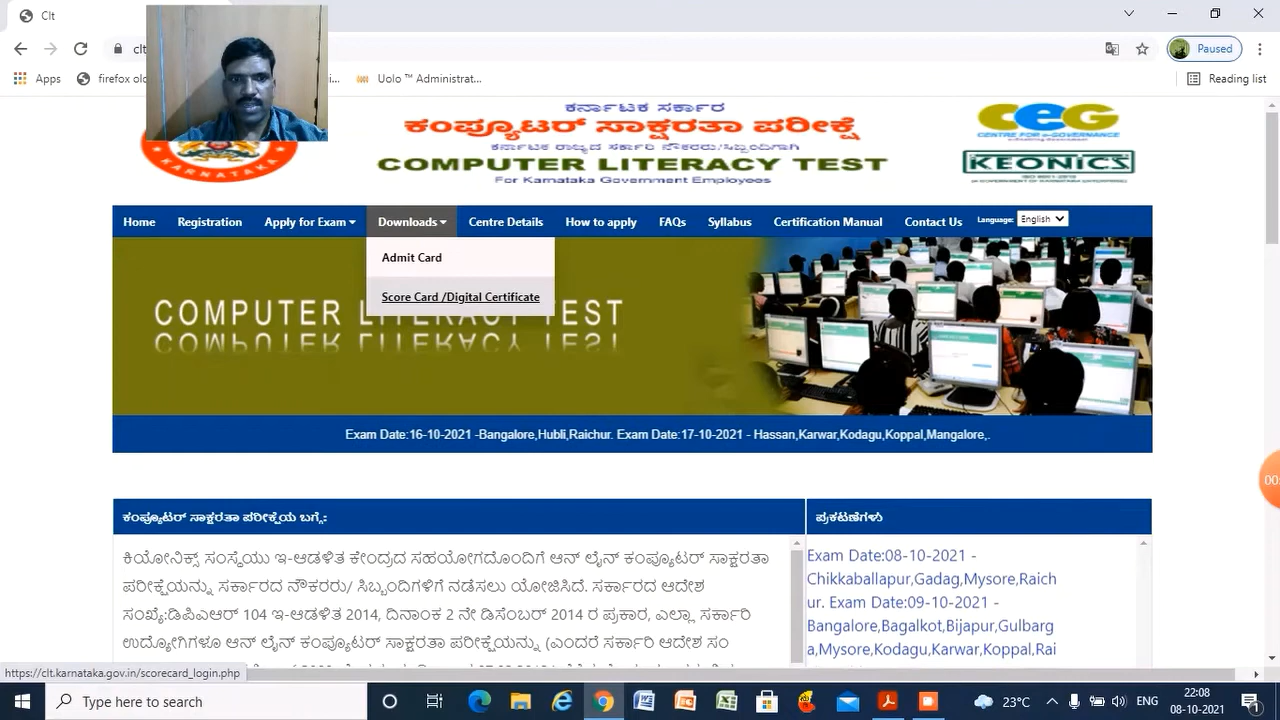 Clt
clt
Paused
Apps
firefox old
Uolo ™ Administrat...
Reading list
ಕರ್ನಾಟಕ ಸರ್ಕಾರ
ಕಂಪ್ಯೂಟರ್ ಸಾಕ್ಷರತಾ ಪರೀಕ್ಷೆ
ಕರ್ನಾಟಕ ರಾಜ್ಯ ಸರ್ಕಾರಿ ನೌಕರರು/ಸಿಬ್ಬಂದಿಗಳಿಗೆ
COMPUTER LITERACY TEST
For Karnataka Government Employees
CeG
CENTRE FOR e-GOVERNANCE
KEONICS
KARNATAKA
Home Registration Apply for Exam Downloads Centre Details How to apply FAQs Syllabus Certification Manual Contact Us Language: English
Admit Card
Score Card /Digital Certificate
COMPUTER LITERACY TEST
Exam Date:16-10-2021 -Bangalore,Hubli,Raichur. Exam Date:17-10-2021 - Hassan,Karwar,Kodagu,Koppal,Mangalore,.
ಕಂಪ್ಯೂಟರ್ ಸಾಕ್ಷರತಾ ಪರೀಕ್ಷೆಯ ಬಗ್ಗೆ:
ಕಿಯೋನಿಕ್ಸ್ ಸಂಸ್ಥೆಯು ಇ-ಆಡಳಿತ ಕೇಂದ್ರದ ಸಹಯೋಗದೊಂದಿಗೆ ಆನ್ ಲೈನ್ ಕಂಪ್ಯೂಟರ್ ಸಾಕ್ಷರತಾ
ಪರೀಕ್ಷೆಯನ್ನು ಸರ್ಕಾರದ ನೌಕರರು/ ಸಿಬ್ಬಂದಿಗಳಿಗೆ ನಡೆಸಲು ಯೋಜಿಸಿದೆ. ಸರ್ಕಾರದ ಆದೇಶ
ಸಂಖ್ಯೆ:ಡಿಪಿಎಆರ್ 104 ಇ-ಆಡಳಿತ 2014, ದಿನಾಂಕ 2 ನೇ ಡಿಸೆಂಬರ್ 2014 ರ ಪ್ರಕಾರ, ಎಲ್ಲಾ ಸರ್ಕಾರಿ
ಉದ್ಯೋಗಿಗಳೂ ಆನ್ ಲೈನ್ ಕಂಪ್ಯೂಟರ್ ಸಾಕ್ಷರತಾ ಪರೀಕ್ಷೆಯನ್ನು (ಎಂದರೆ ಸರ್ಕಾರಿ ಆದೇಶ ಸಂ
ಪ್ರಕಟಣೆಗಳು
Exam Date:08-10-2021 -
Chikkaballapur,Gadag,Mysore,Raich
ur. Exam Date:09-10-2021 -
Bangalore,Bagalkot,Bijapur,Gulbarg
a,Mysore,Kodagu,Karwar,Koppal,Rai
00:
https://clt.karnataka.gov.in/scorecard_login.php
Type here to search
23°C
ENG
22:08
08-10-2021